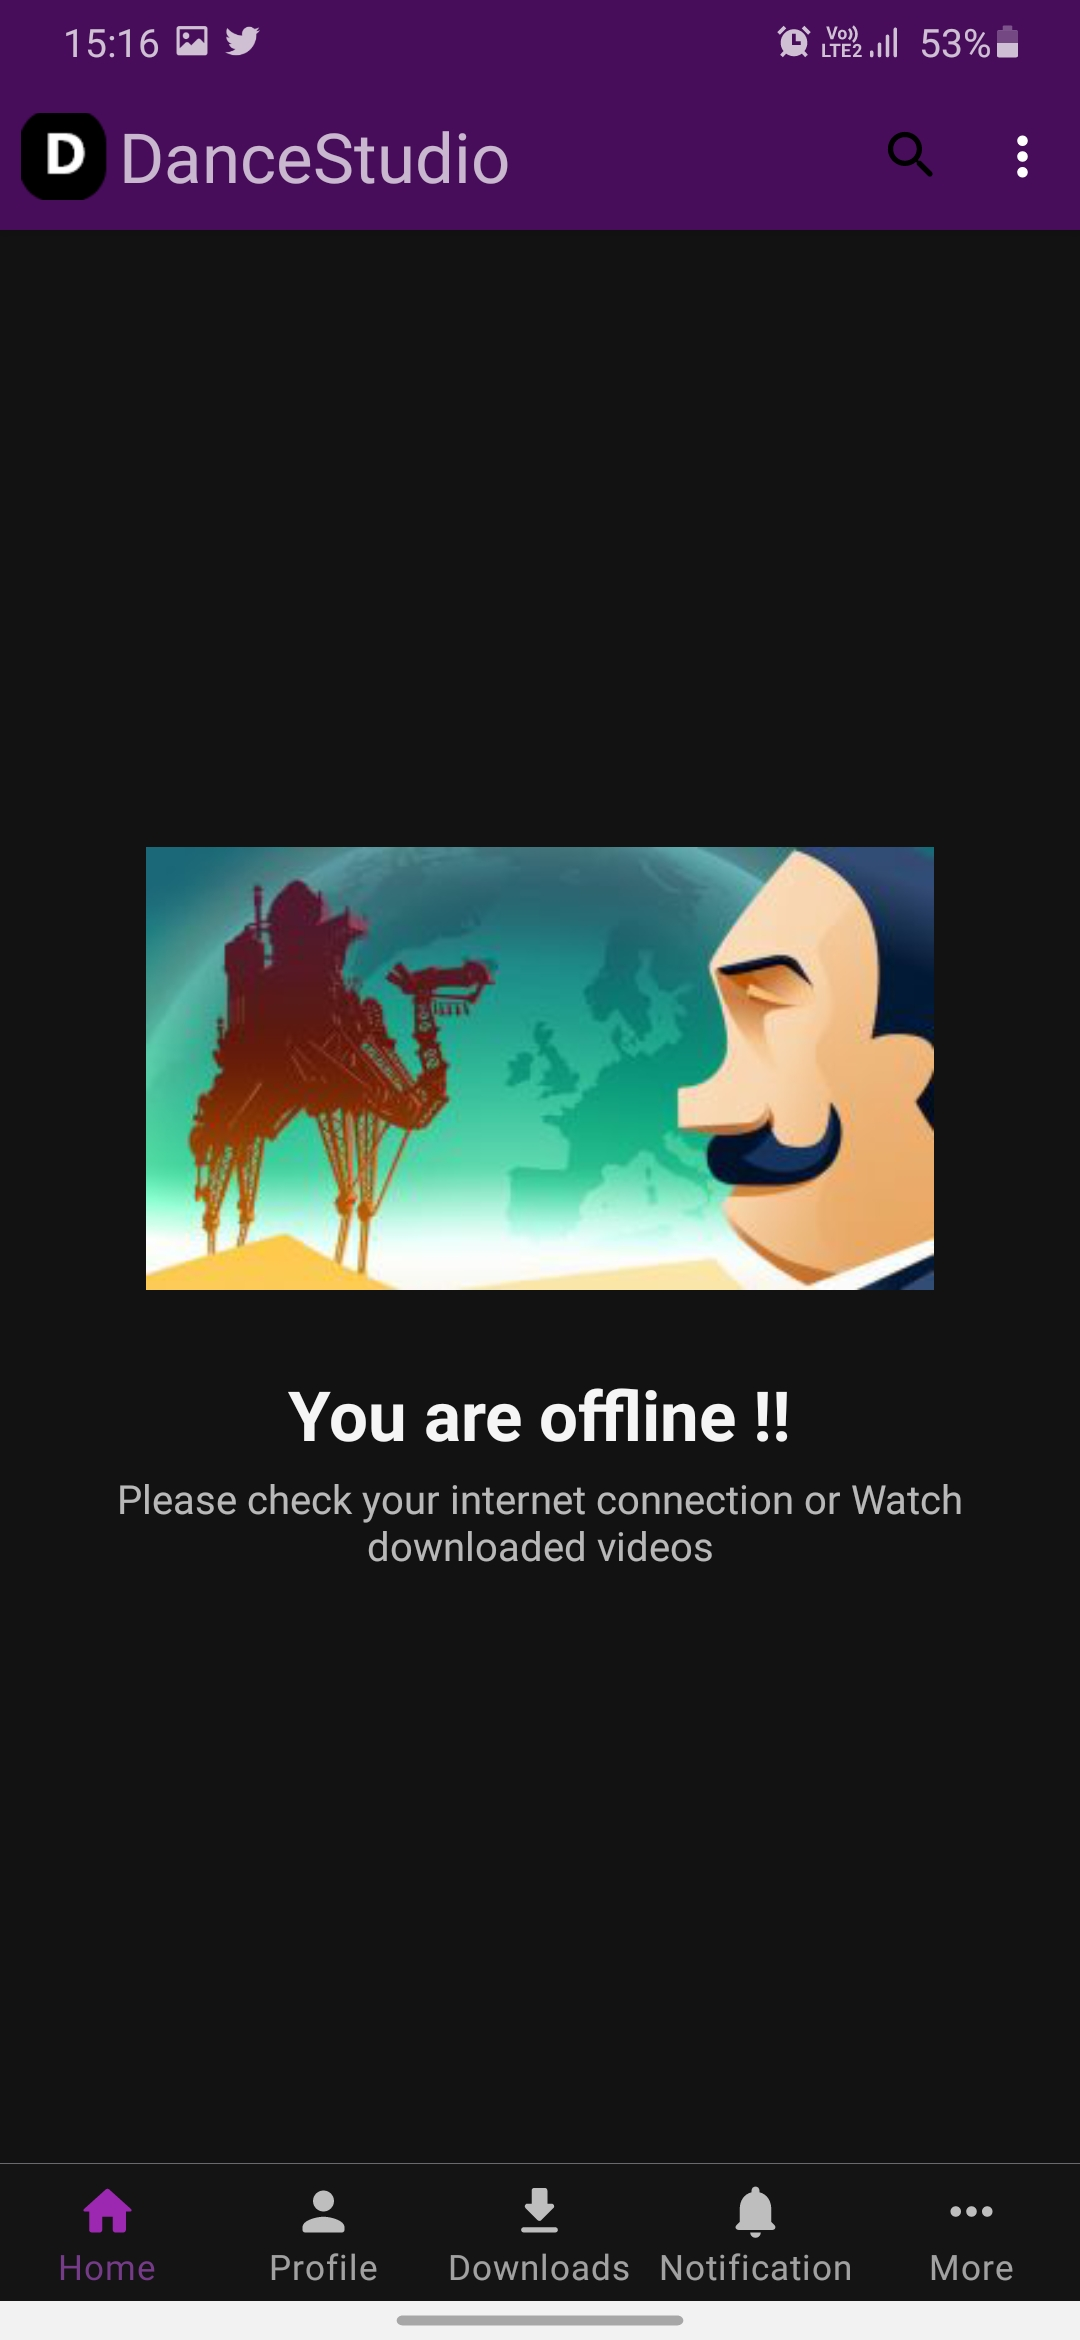 15:16 Vo)) LTE2 53%
D DanceStudio
You are offline !!
Please check your internet connection or Watch
downloaded videos
Home Profile Downloads Notification More